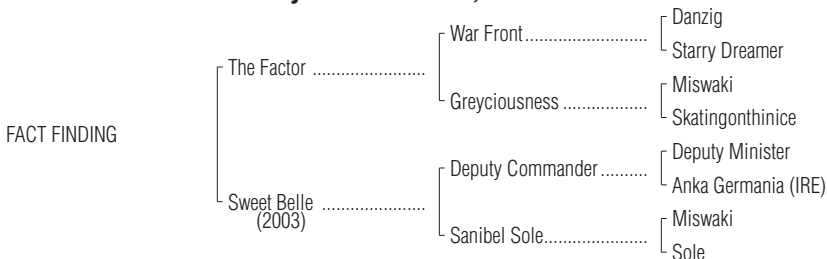 Danzig
War Front.........................
Starry Dreamer
The Factor ........................
Miswaki
Greyciousness ..................
Skatingonthinice
FACT FINDING
Deputy Minister
Deputy Commander..........
Anka Germania (IRE)
Sweet Belle ......................
(2003)
Miswaki
Sanibel Sole......................
Sole